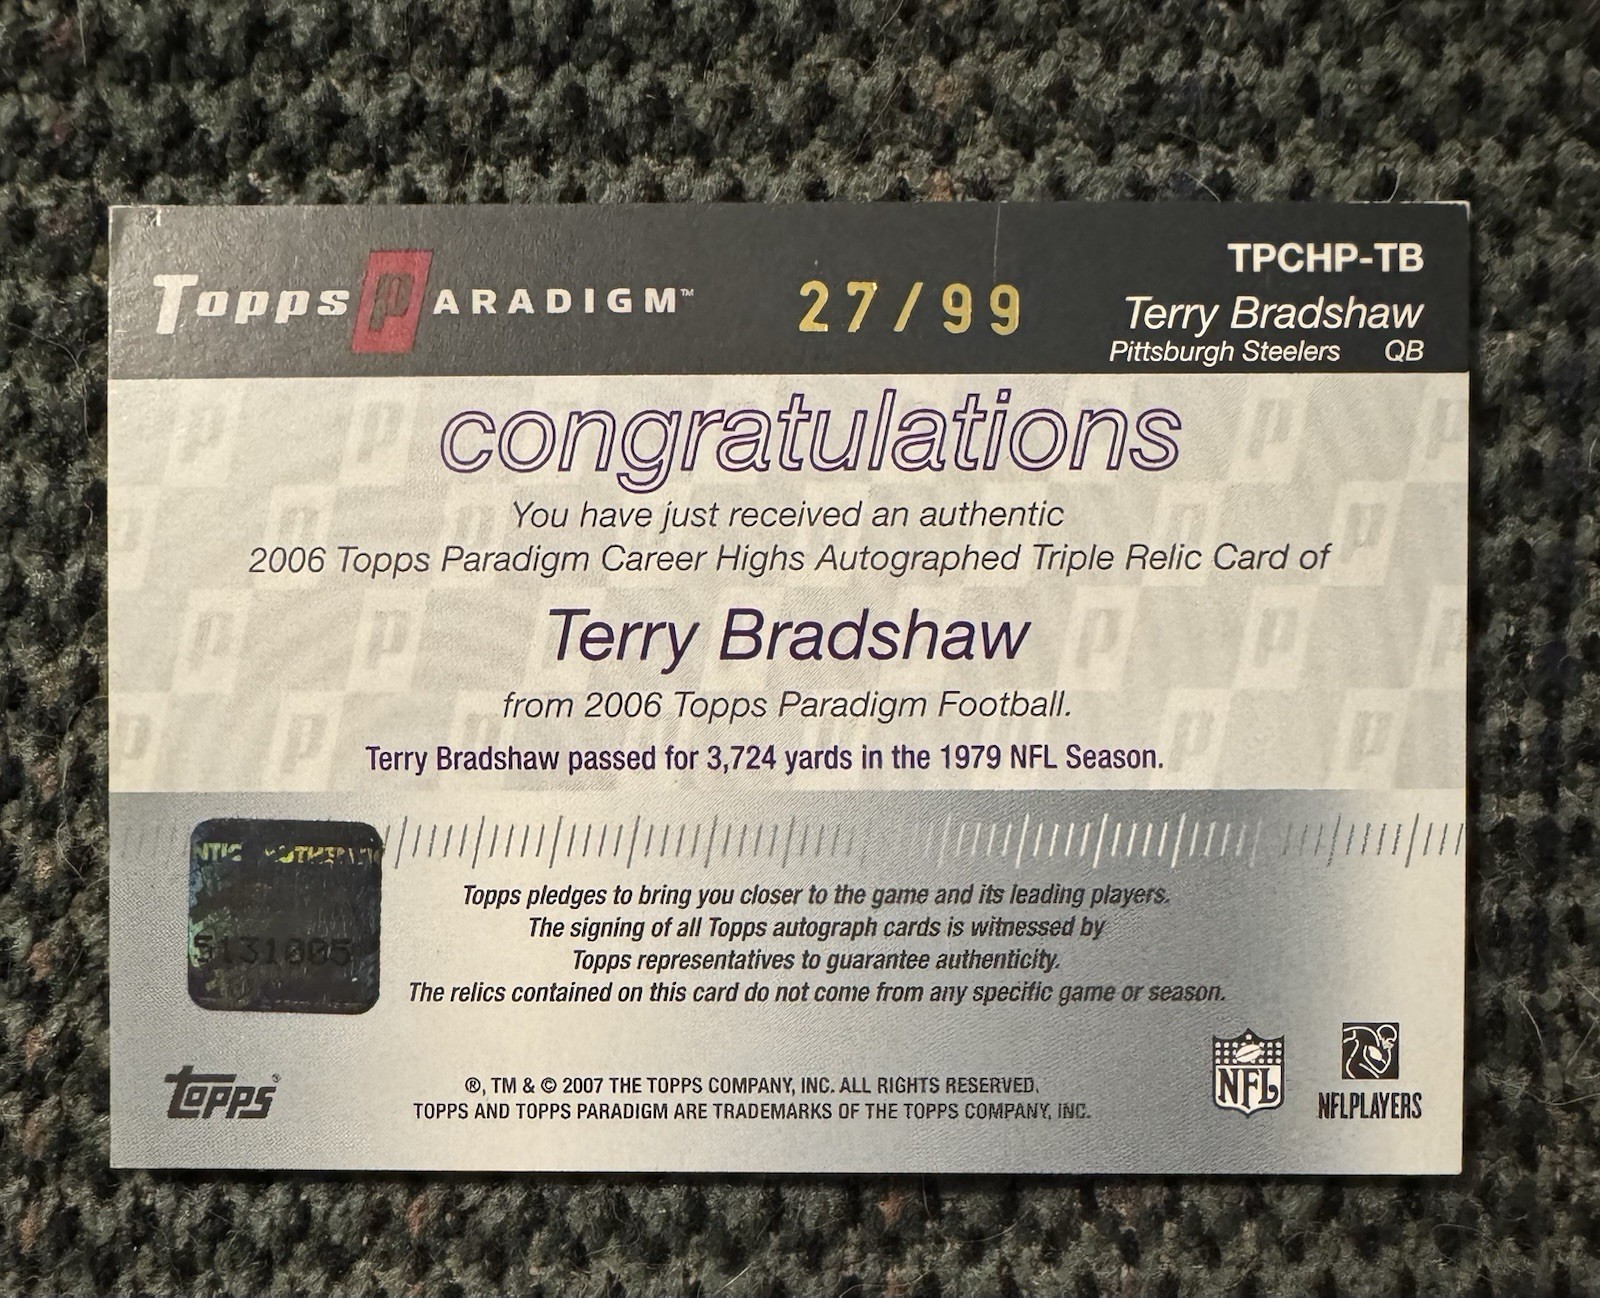 Topps PARADIGM™
27/99
TPCHP-TB
Terry Bradshaw
Pittsburgh Steelers QB
congratulations
You have just received an authentic
2006 Topps Paradigm Career Highs Autographed Triple Relic Card of
Terry Bradshaw
from 2006 Topps Paradigm Football.
Terry Bradshaw passed for 3,724 yards in the 1979 NFL Season.
Topps pledges to bring you closer to the game and its leading players.
The signing of all Topps autograph cards is witnessed by
Topps representatives to guarantee authenticity.
The relics contained on this card do not come from any specific game or season.
Topps®
®, TM & © 2007 THE TOPPS COMPANY, INC. ALL RIGHTS RESERVED.
TOPPS AND TOPPS PARADIGM ARE TRADEMARKS OF THE TOPPS COMPANY, INC.
NFL
NFLPLAYERS